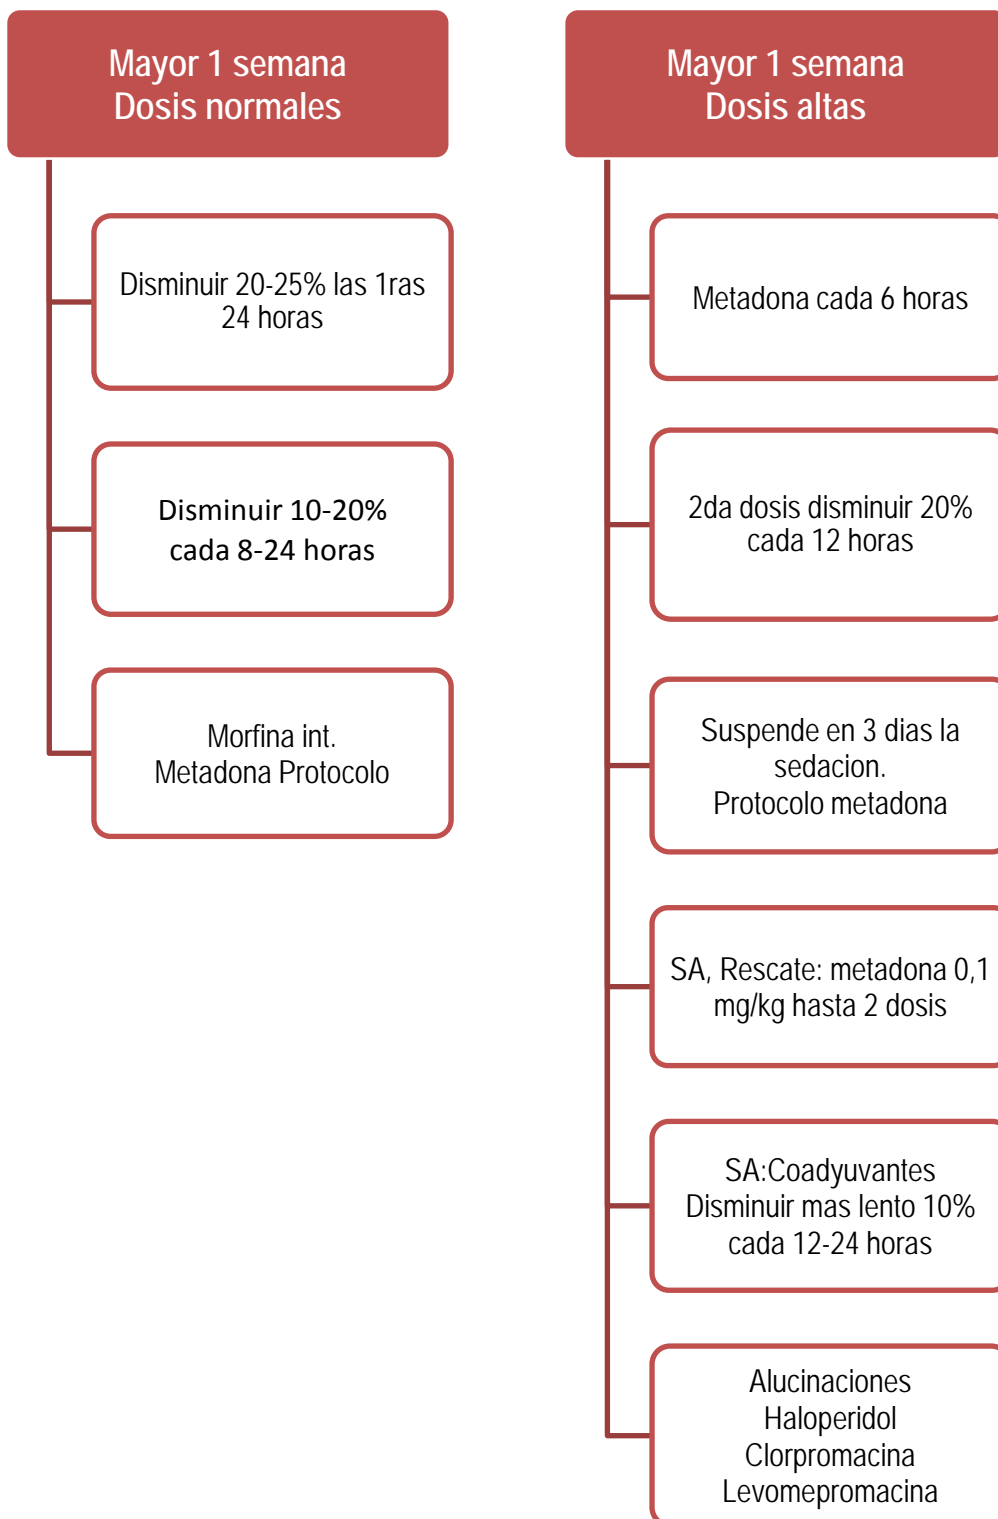 Mayor 1 semana
Dosis normales
Disminuir 20-25% las 1ras
24 horas
Disminuir 10-20%
cada 8-24 horas
Morfina int.
Metadona Protocolo
Mayor 1 semana
Dosis altas
Metadona cada 6 horas
2da dosis disminuir 20%
cada 12 horas
Suspende en 3 dias la
sedacion.
Protocolo metadona
SA, Rescate: metadona 0,1
mg/kg hasta 2 dosis
SA:Coadyuvantes
Disminuir mas lento 10%
cada 12-24 horas
Alucinaciones
Haloperidol
Clorpromacina
Levomepromacina